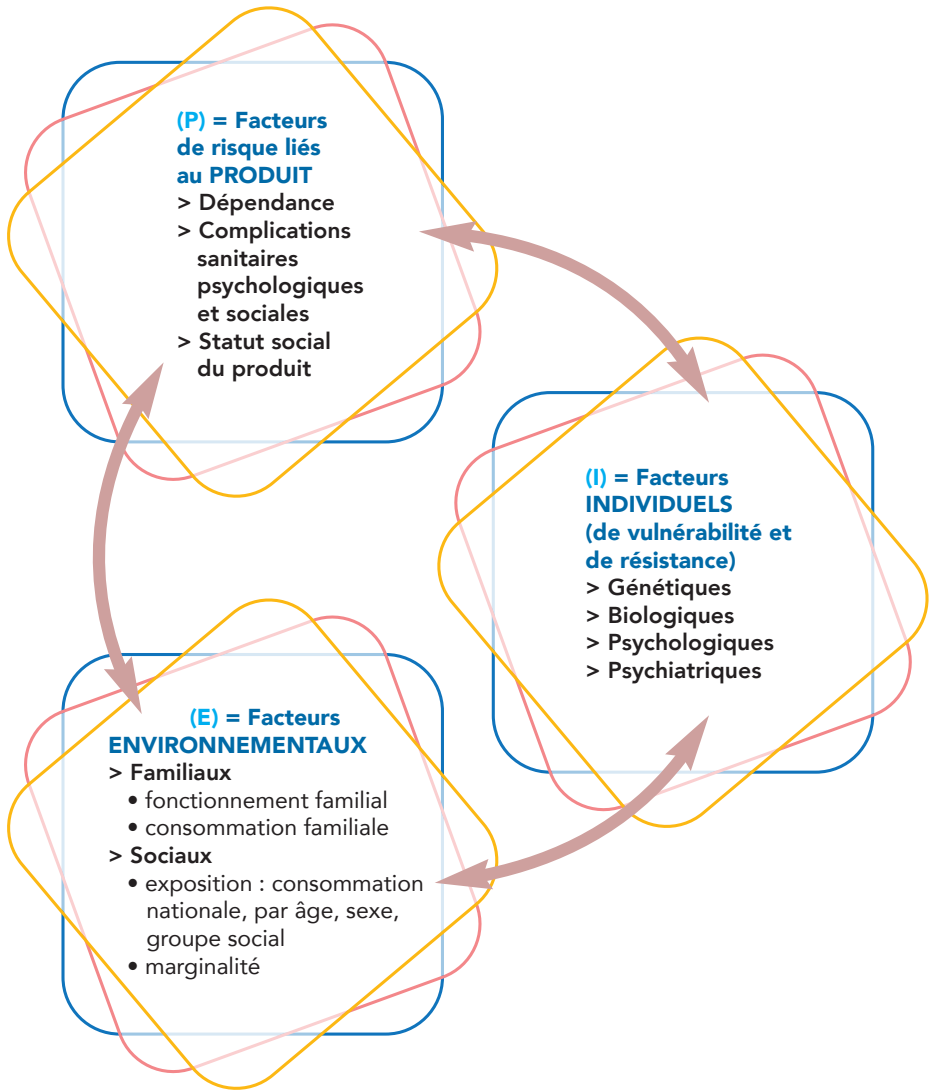 (P) = Facteurs
de risque liés
au PRODUIT
> Dépendance
> Complications
sanitaires
psychologiques
et sociales
> Statut social
du produit
(I) = Facteurs
INDIVIDUELS
(de vulnérabilité et
de résistance)
> Génétiques
> Biologiques
> Psychologiques
> Psychiatriques
(E) = Facteurs
ENVIRONNEMENTAUX
> Familiaux
• fonctionnement familial
• consommation familiale
> Sociaux
• exposition : consommation
nationale, par âge, sexe,
groupe social
• marginalité